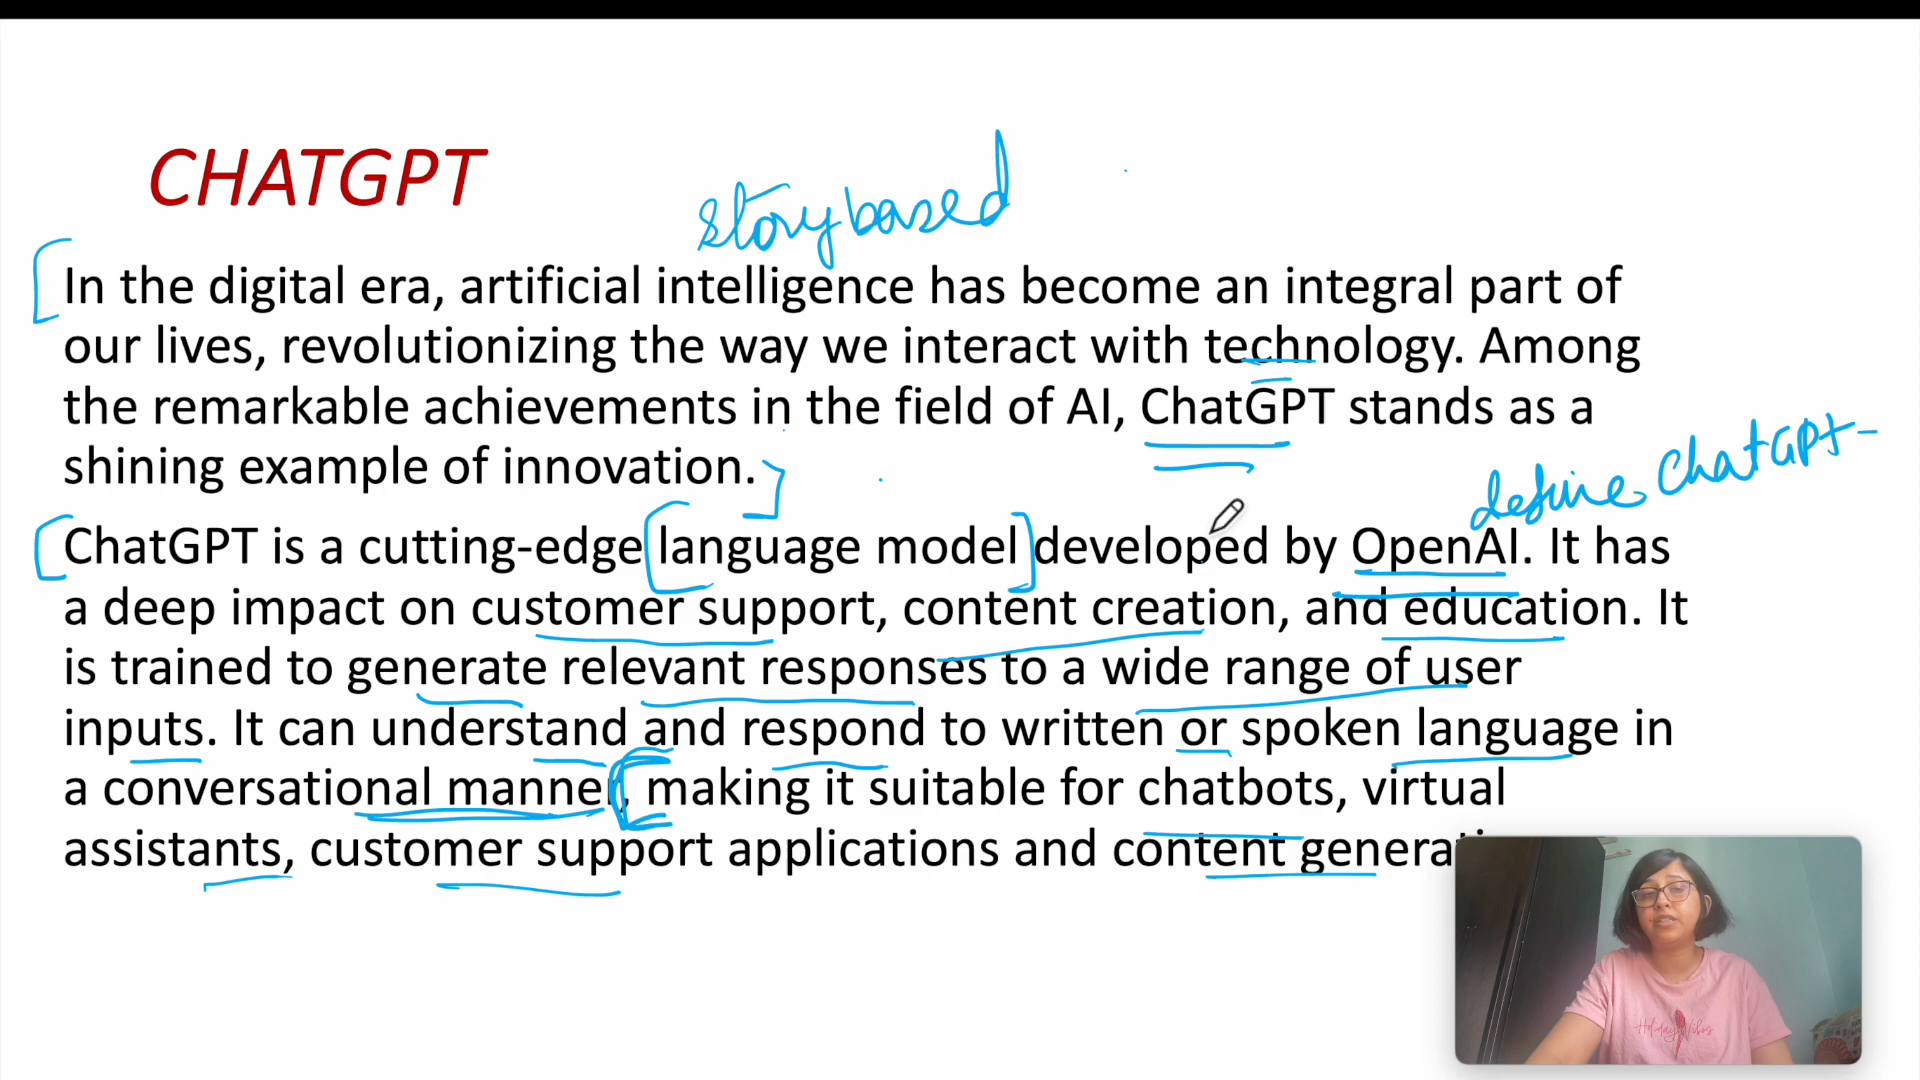 CHATGPT
storybased
In the digital era, artificial intelligence has become an integral part of
our lives, revolutionizing the way we interact with technology. Among
the remarkable achievements in the field of AI, ChatGPT stands as a
shining example of innovation.
define ChatGPT-
ChatGPT is a cutting-edge language model developed by OpenAI. It has
a deep impact on customer support, content creation, and education. It
is trained to generate relevant responses to a wide range of user
inputs. It can understand and respond to written or spoken language in
a conversational manner, making it suitable for chatbots, virtual
assistants, customer support applications and content generati
Holiday Vibes